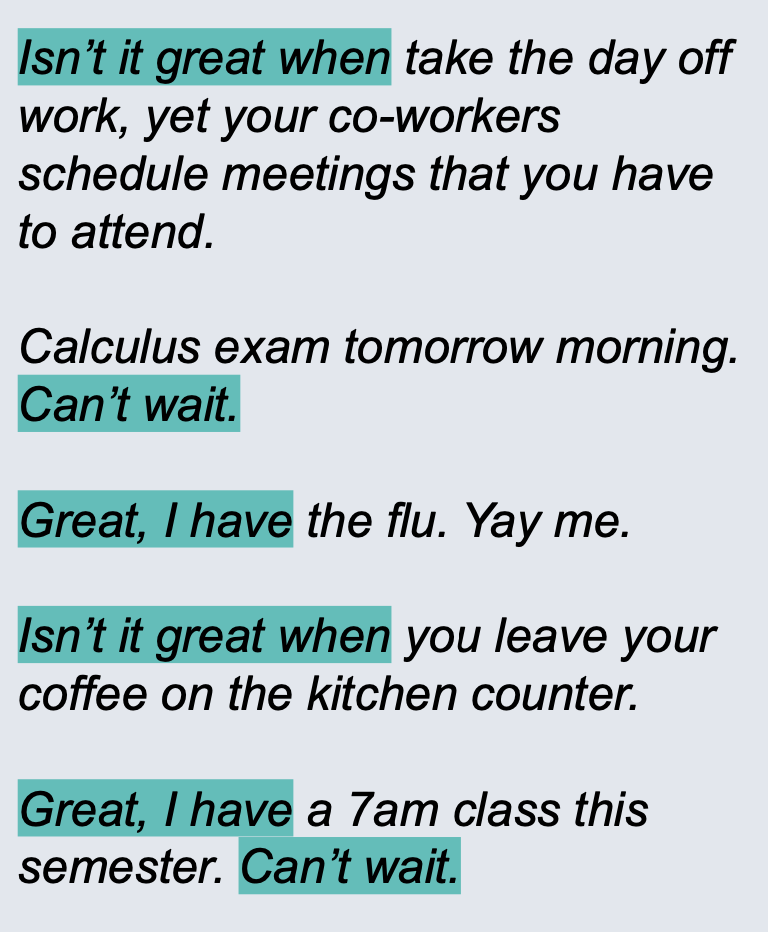 Isn’t it great when take the day off
work, yet your co-workers
schedule meetings that you have
to attend.
Calculus exam tomorrow morning.
Can’t wait.
Great, I have the flu. Yay me.
Isn’t it great when you leave your
coffee on the kitchen counter.
Great, I have a 7am class this
semester. Can’t wait.